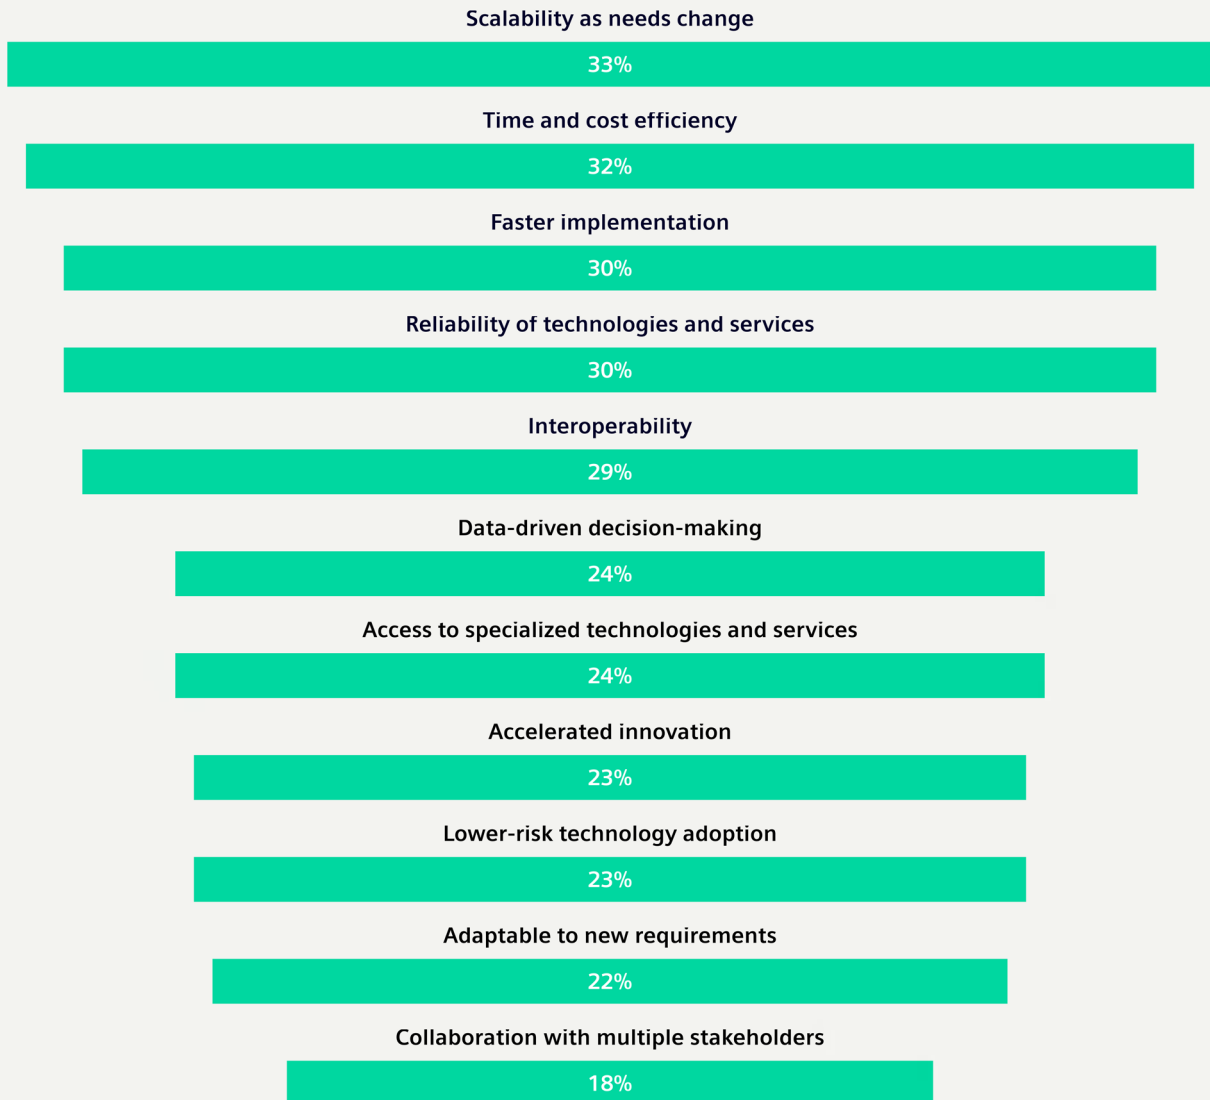 Scalability as needs change
33%
Time and cost efficiency
32%
Faster implementation
30%
Reliability of technologies and services
30%
Interoperability
29%
Data-driven decision-making
24%
Access to specialized technologies and services
24%
Accelerated innovation
23%
Lower-risk technology adoption
23%
Adaptable to new requirements
22%
Collaboration with multiple stakeholders
18%